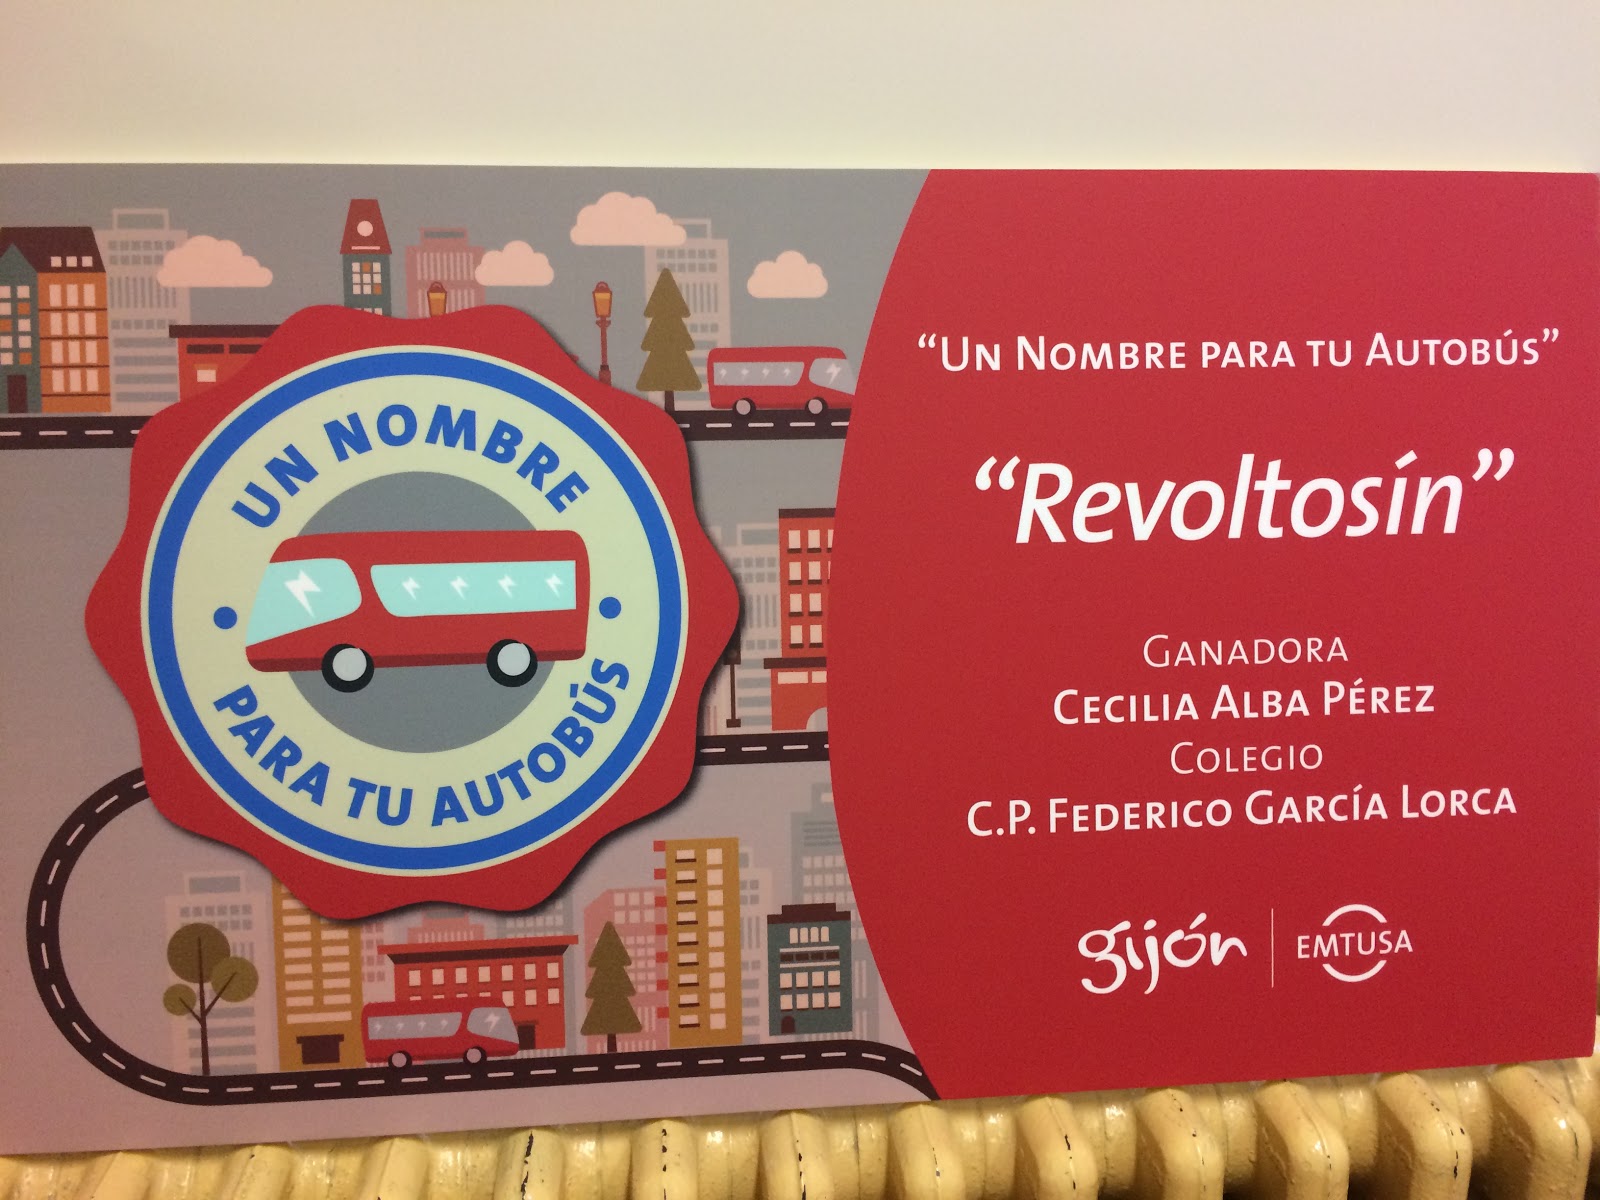 UN NOMBRE
PARA TU AUTOBÚS
“UN NOMBRE PARA TU AUTOBÚS”
“Revoltosín”
GANADORA
CECILIA ALBA PÉREZ
COLEGIO
C.P. FEDERICO GARCÍA LORCA
gijón
EMTUSA